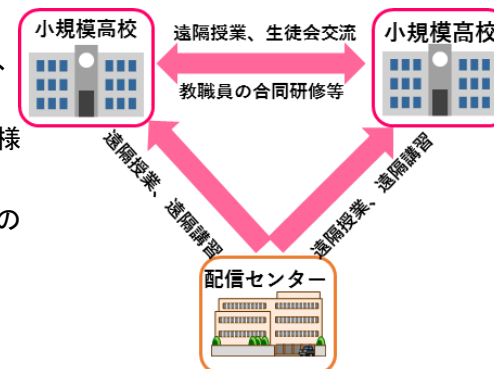 小規模高校
遠隔授業、生徒会交流
小規模高校
、
教職員の合同研修等
様
遠隔授業、遠隔講習
遠隔授業、遠隔講習
の
配信センター